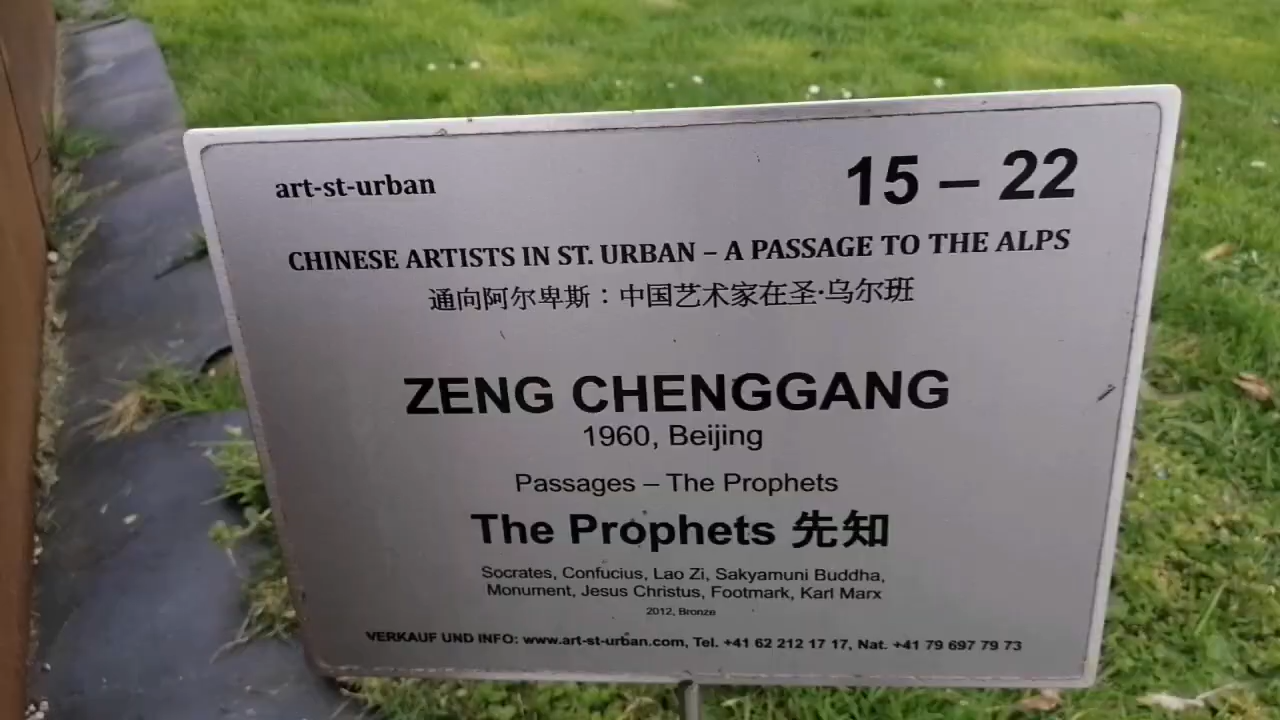 art-st-urban
15 – 22
CHINESE ARTISTS IN ST. URBAN – A PASSAGE TO THE ALPS
通向阿尔卑斯：中国艺术家在圣·乌尔班
ZENG CHENGGANG
1960, Beijing
Passages – The Prophets
The Prophets 先知
Socrates, Confucius, Lao Zi, Sakyamuni Buddha,
Monument, Jesus Christus, Footmark, Karl Marx
2012, Bronze
VERKAUF UND INFO: www.art-st-urban.com, Tel. +41 62 212 17 17, Nat. +41 79 697 79 73